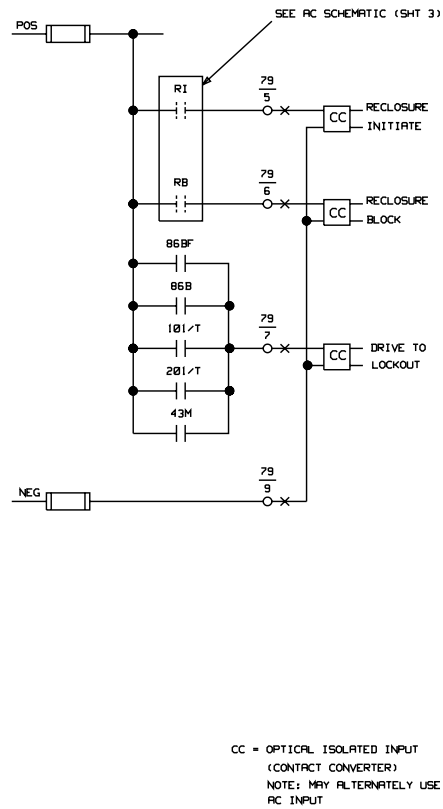 POS
SEE AC SCHEMATIC (SHT 3)
RI
79
5
CC
RECLOSURE
INITIATE
RB
79
6
CC
RECLOSURE
BLOCK
86BF
86B
101/T
79
7
CC
DRIVE TO
LOCKOUT
201/T
43M
NEG
79
9
CC = OPTICAL ISOLATED INPUT
(CONTACT CONVERTER)
NOTE: MAY ALTERNATELY USE
AC INPUT